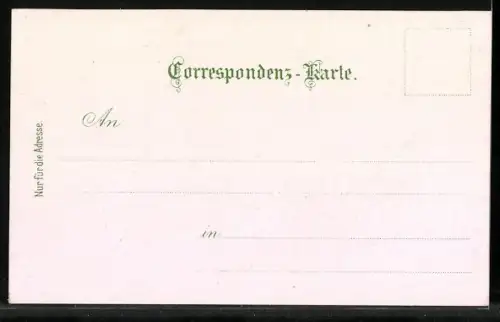 Correspondenz-Karte.
An
in
Nur für die Adresse.